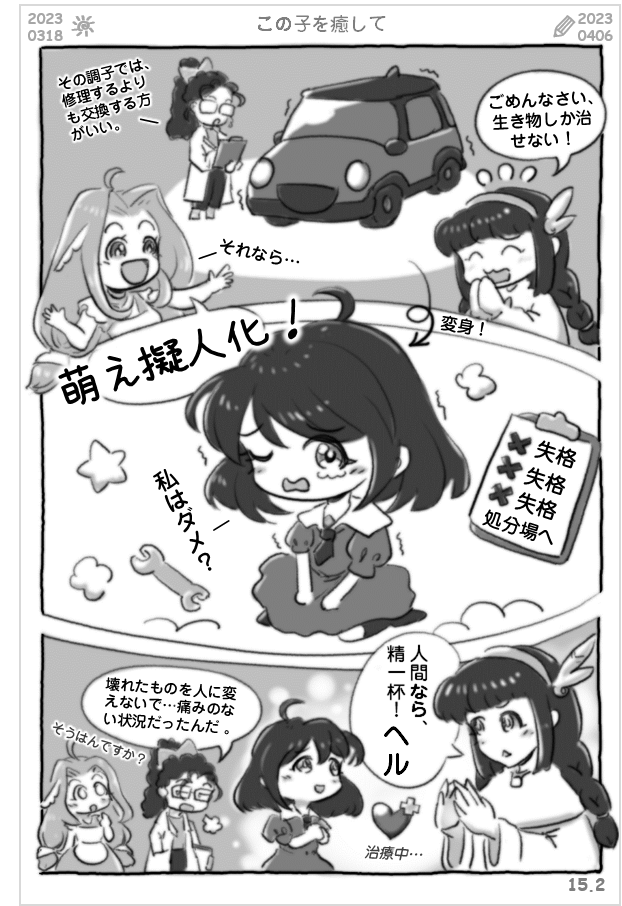 2023
0318
この子を癒して
2023
0406
その調子では、
修理するより
も交換する方
がいい。
ごめんなさい、
生き物しか治
せない！
それなら…
変身！
萌え擬人化！
私はダメ？
失格
失格
失格
処分場へ
人間なら、
精一杯！ヘル
壊れたものを人に変
えないで…痛みのな
い状況だったんだ 。
そうはんですか？
治療中…
15.2